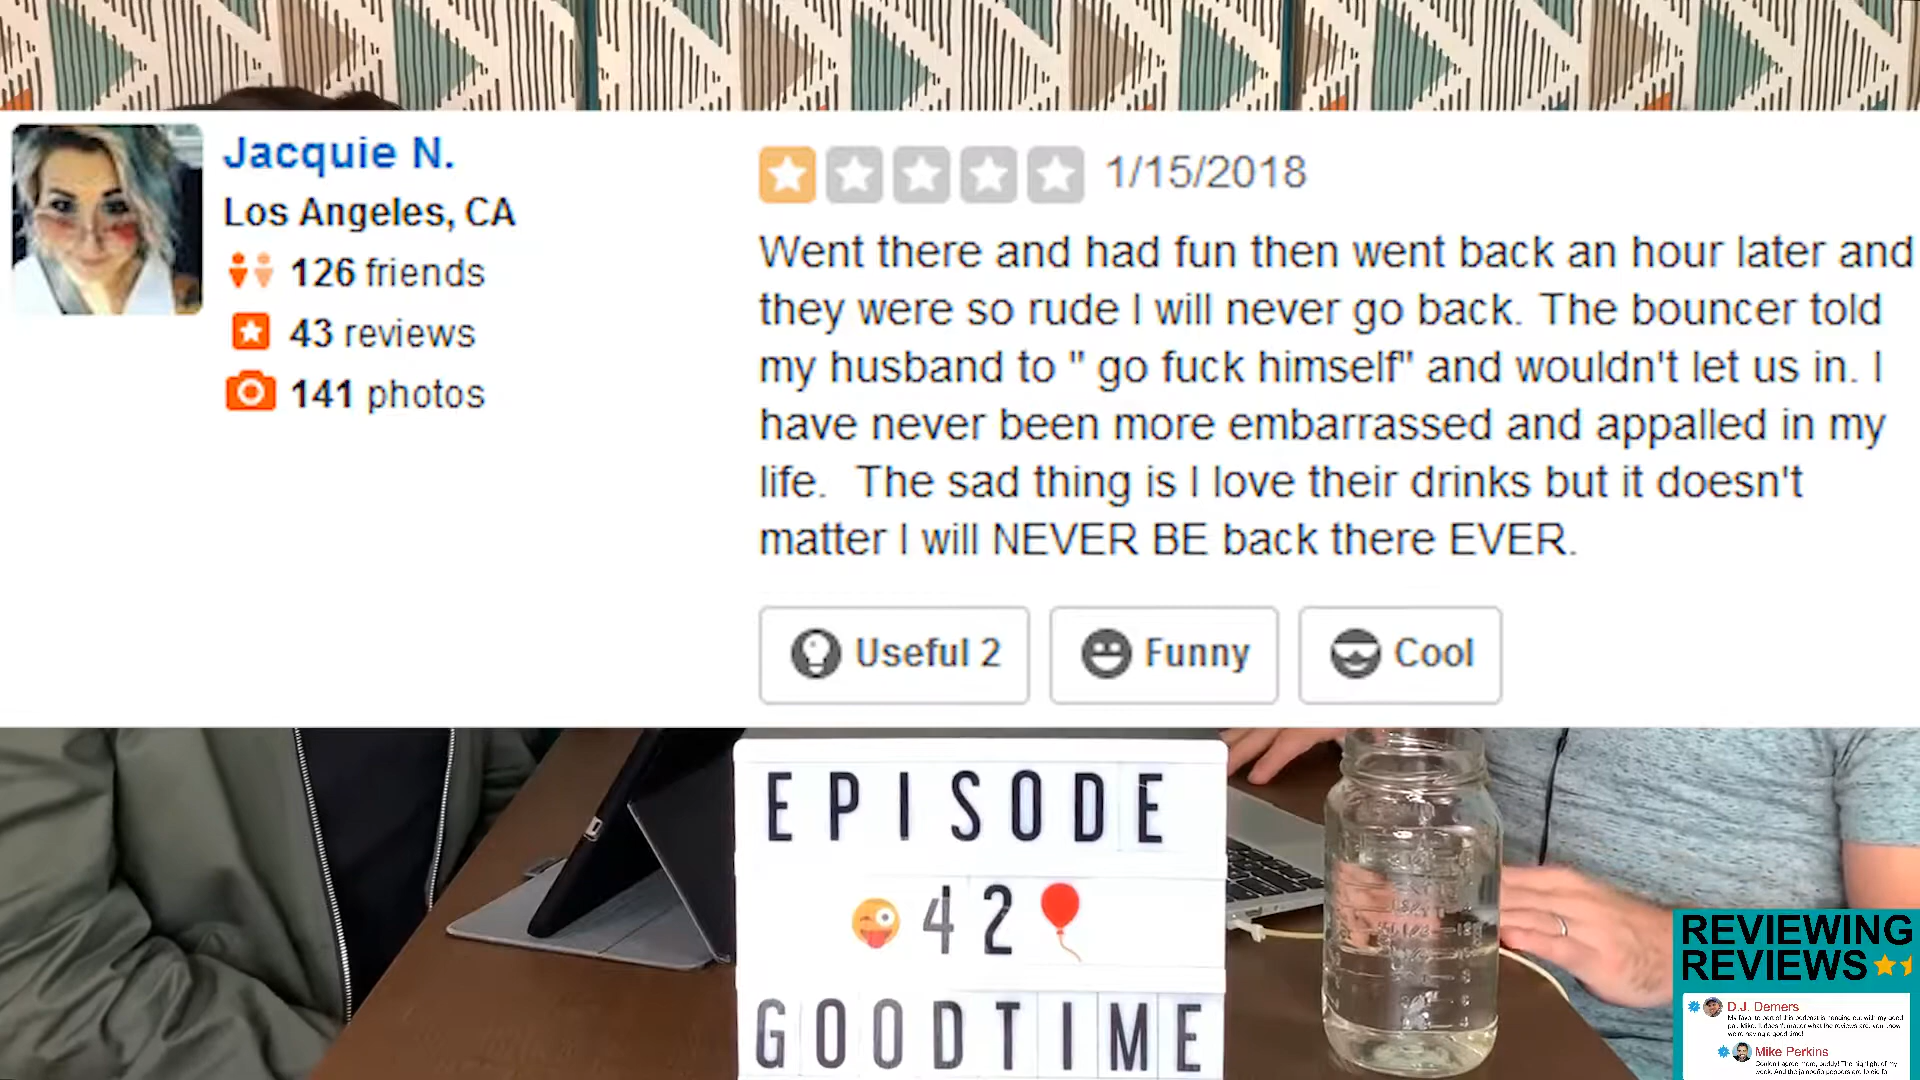 Jacquie N.
Los Angeles, CA
126 friends
43 reviews
141 photos
1/15/2018
Went there and had fun then went back an hour later and
they were so rude I will never go back. The bouncer told
my husband to " go fuck himself" and wouldn't let us in. I
have never been more embarrassed and appalled in my
life.  The sad thing is I love their drinks but it doesn't
matter I will NEVER BE back there EVER.
Useful 2
Funny
Cool
EPISODE
42
GOODTIME
REVIEWING
REVIEWS
D.J. Demers
Mike Perkins